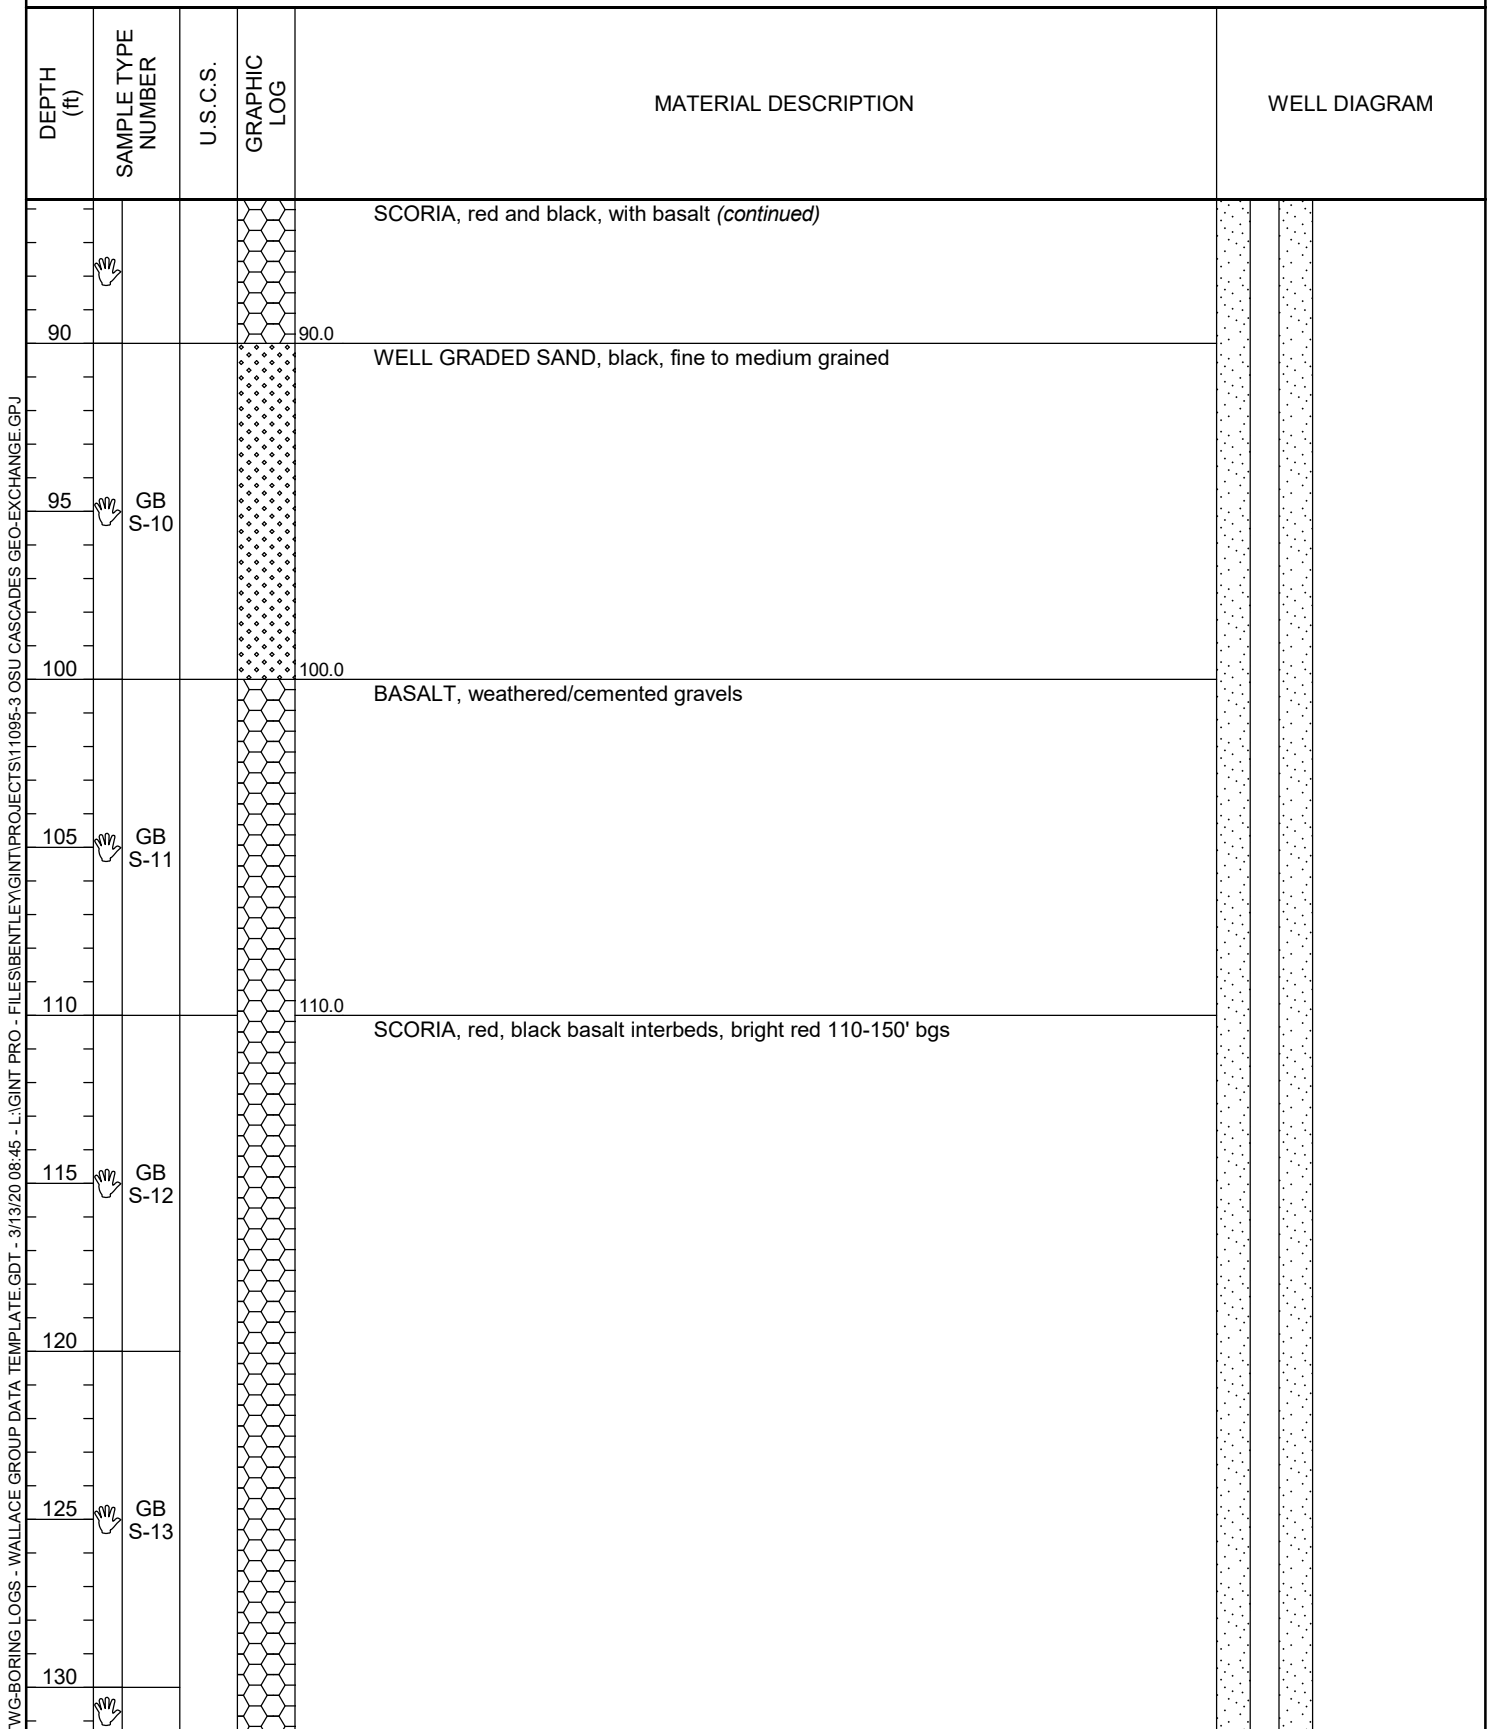 DEPTH
(ft)
SAMPLE TYPE
NUMBER
U.S.C.S.
GRAPHIC
LOG
MATERIAL DESCRIPTION
WELL DIAGRAM
SCORIA, red and black, with basalt (continued)
90
90.0
WELL GRADED SAND, black, fine to medium grained
95
GB
S-10
100
100.0
BASALT, weathered/cemented gravels
105
GB
S-11
110
110.0
SCORIA, red, black basalt interbeds, bright red 110-150' bgs
115
GB
S-12
120
125
GB
S-13
130
TWG-BORING LOGS - WALLACE GROUP DATA TEMPLATE.GDT - 3/13/20 08:45 - L:\GINT PRO - FILES\BENTLEY\GINT\PROJECTS\11095-3 OSU CASCADES GEO-EXCHANGE.GPJ